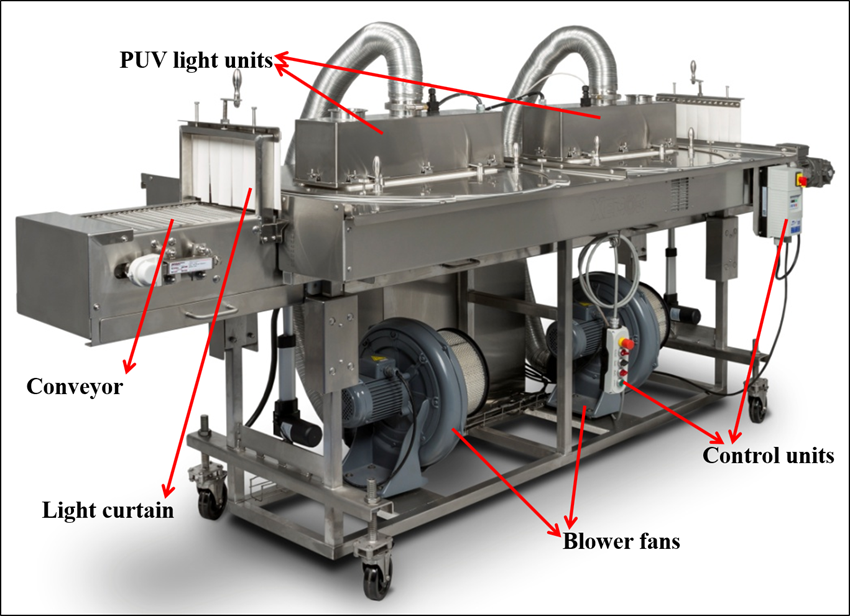 PUV light units
Conveyor
Light curtain
Control units
Blower fans